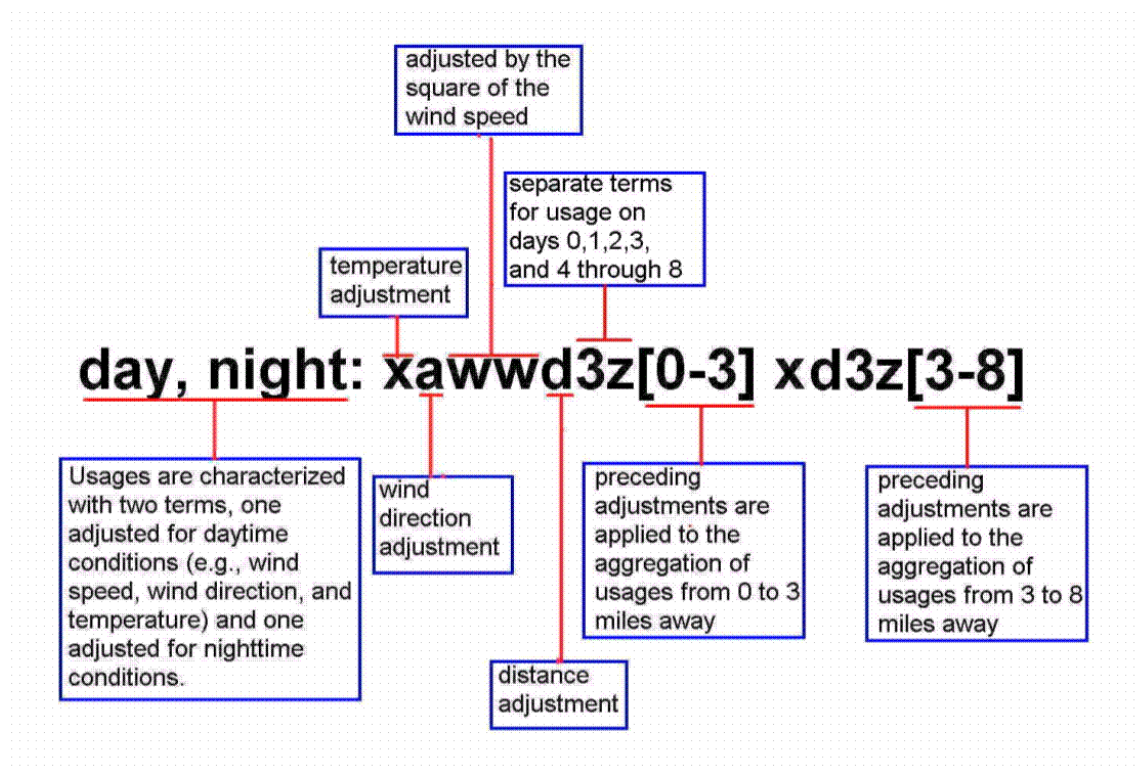 adjusted by the
square of the
wind speed
separate terms
for usage on
days 0,1,2,3,
and 4 through 8
temperature
adjustment
day, night: xawwd3z[0-3] xd3z[3-8]
Usages are characterized
with two terms, one
adjusted for daytime
conditions (e.g., wind
speed, wind direction, and
temperature) and one
adjusted for nighttime
conditions.
wind
direction
adjustment
distance
adjustment
preceding
adjustments are
applied to the
aggregation of
usages from 0 to 3
miles away
preceding
adjustments are
applied to the
aggregation of
usages from 3 to 8
miles away